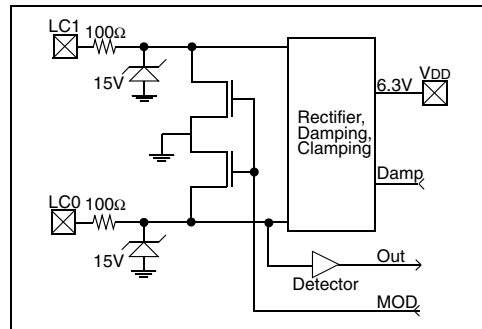 LC1
100Ω
15V
Rectifier,
Damping,
Clamping
6.3V
VDD
Damp
LC0
100Ω
15V
Detector
Out
MOD